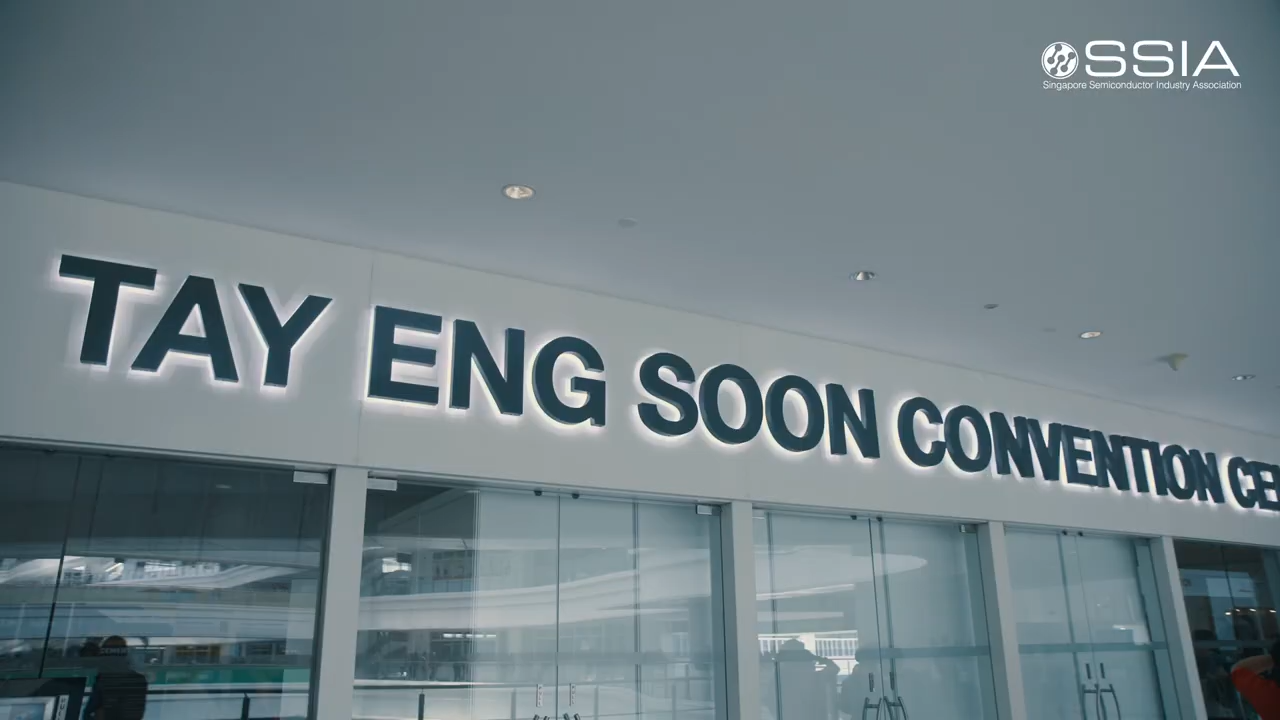 SSIA
Singapore Semiconductor Industry Association
TAY ENG SOON CONVENTION CE